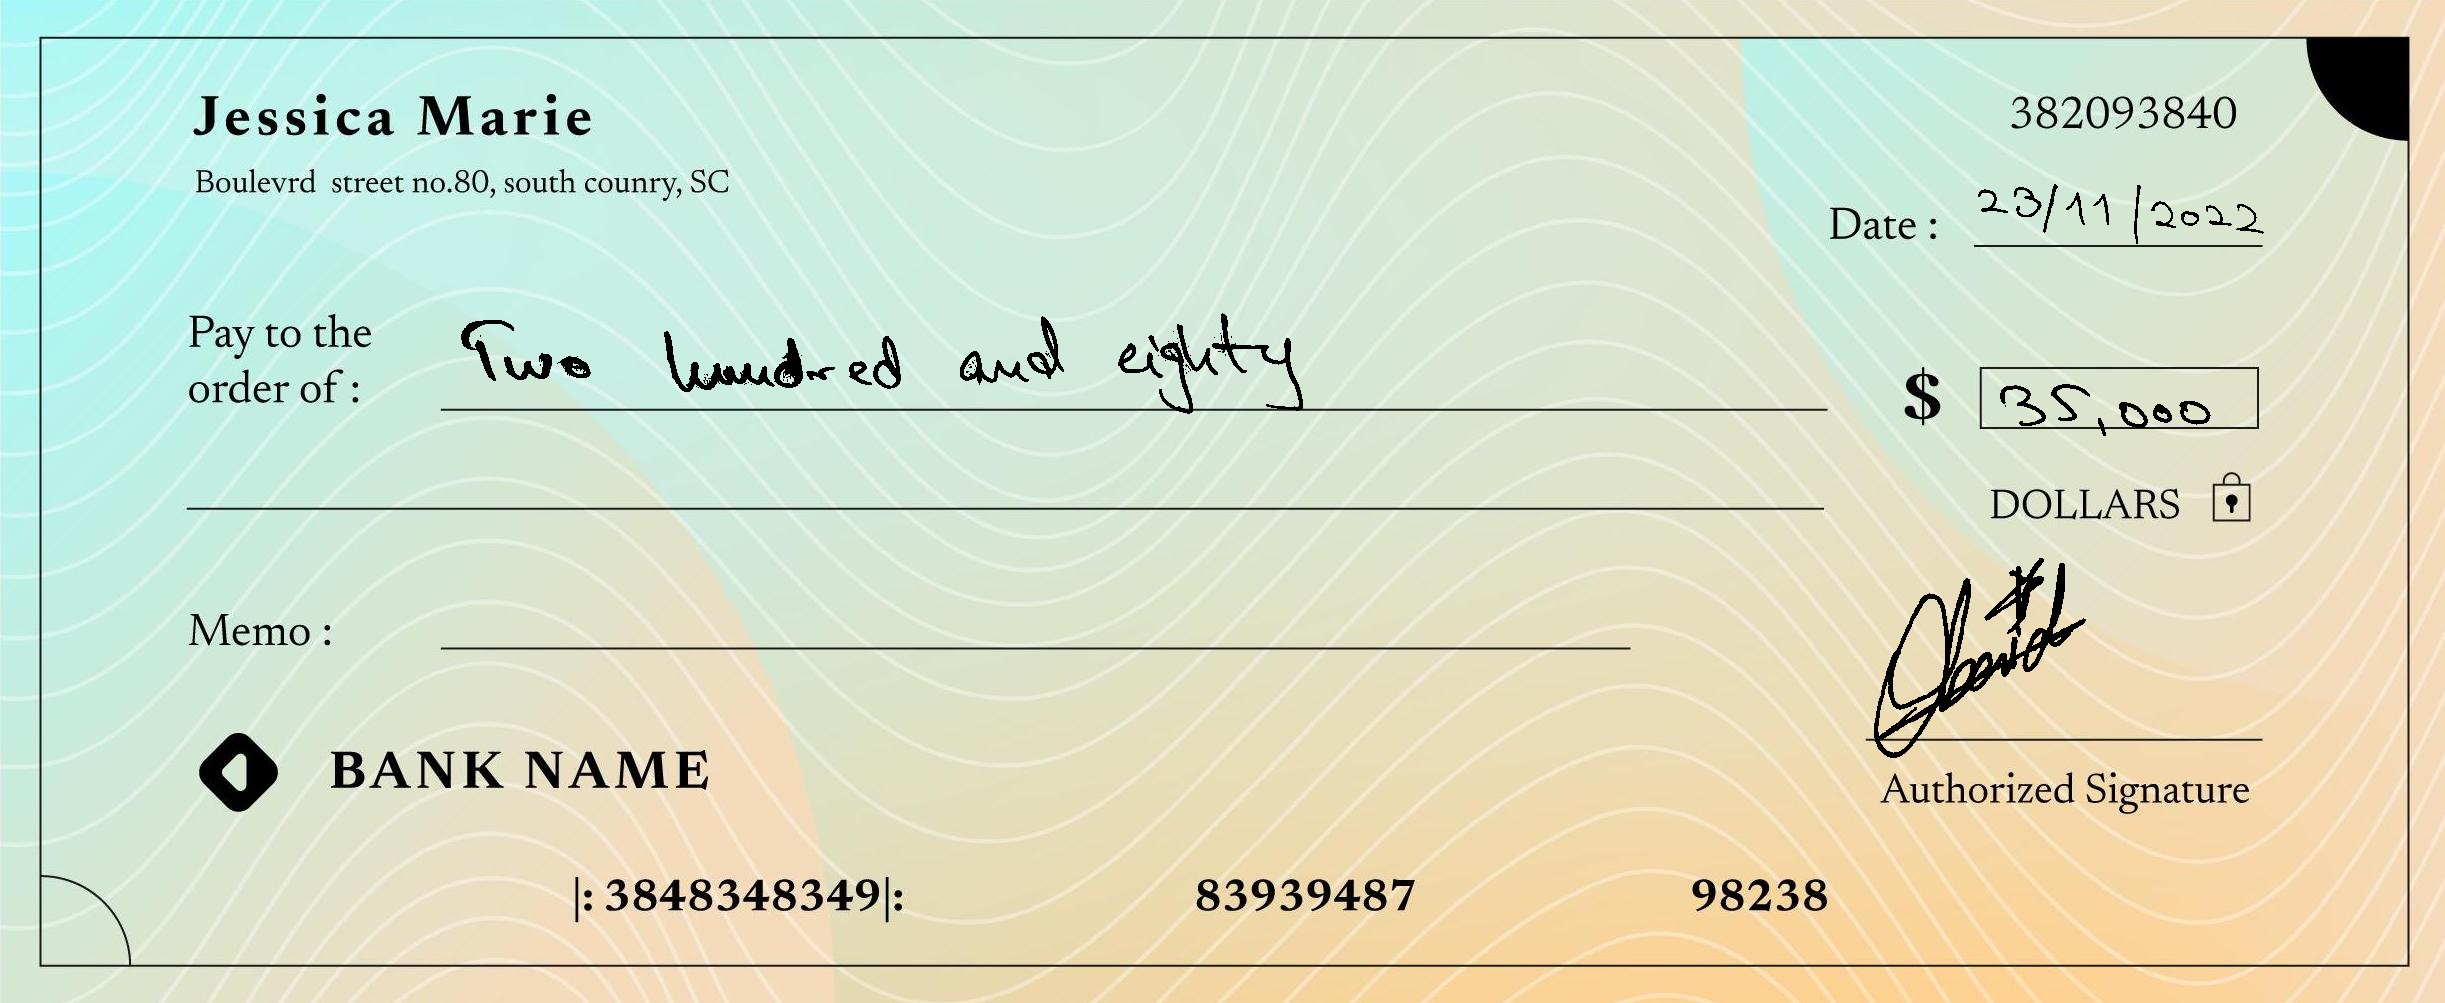 Jessica Marie
382093840
Boulevrd street no.80, south counry, SC
Date : 23/11/2022
Pay to the
order of : Two hundred and eighty
$ 35,000
DOLLARS
Memo :
BANK NAME
Authorized Signature
|: 3848348349|: 83939487 98238